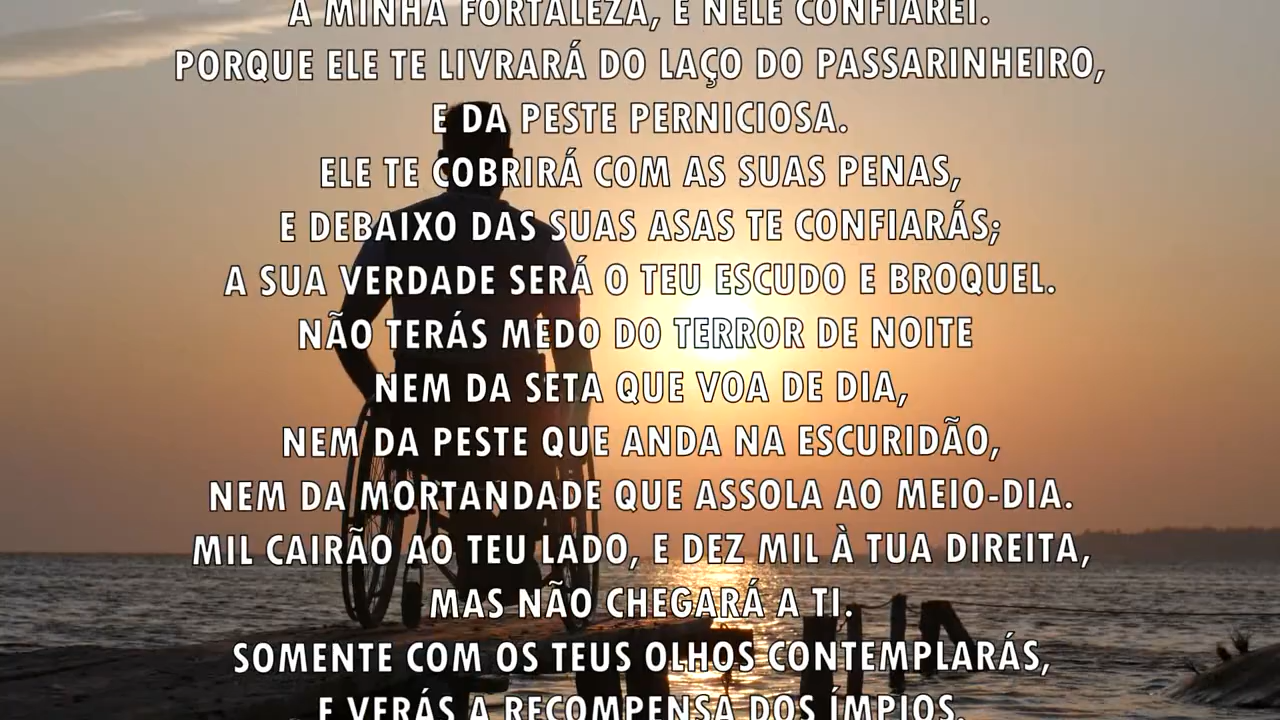 A MINHA FORTALEZA, E NELE CONFIAREI.
PORQUE ELE TE LIVRARÁ DO LAÇO DO PASSARINHEIRO,
E DA PESTE PERNICIOSA.
ELE TE COBRIRÁ COM AS SUAS PENAS,
E DEBAIXO DAS SUAS ASAS TE CONFIARÁS;
A SUA VERDADE SERÁ O TEU ESCUDO E BROQUEL.
NÃO TERÁS MEDO DO TERROR DE NOITE
NEM DA SETA QUE VOA DE DIA,
NEM DA PESTE QUE ANDA NA ESCURIDÃO,
NEM DA MORTANDADE QUE ASSOLA AO MEIO-DIA.
MIL CAIRÃO AO TEU LADO, E DEZ MIL À TUA DIREITA,
MAS NÃO CHEGARÁ A TI.
SOMENTE COM OS TEUS OLHOS CONTEMPLARÁS,
E VERÁS A RECOMPENSA DOS ÍMPIOS.